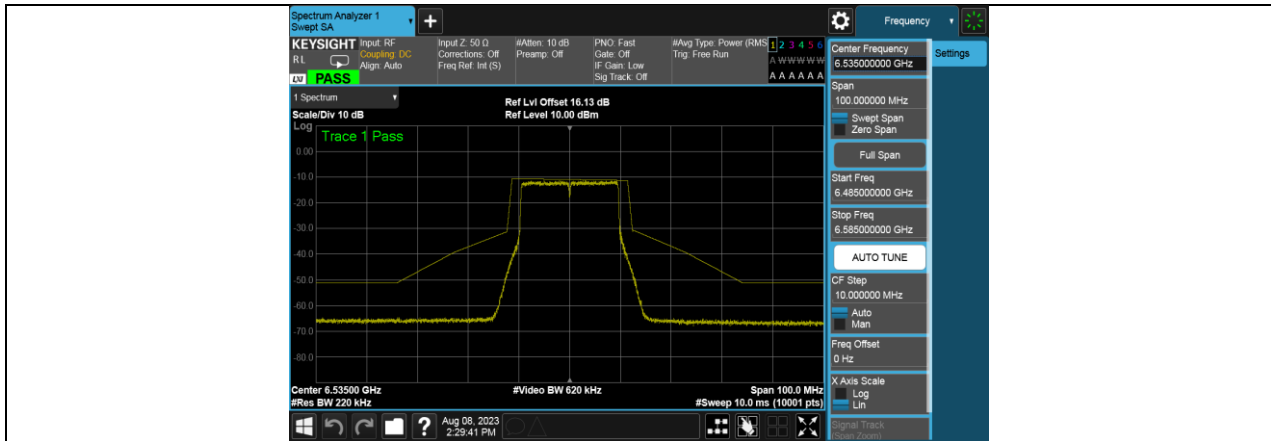 Spectrum Analyzer 1
Swept SA
+
Frequency
KEYSIGHT
RL
LXI
PASS
Input: RF
Coupling: DC
Align: Auto
Input Z: 50 Ω
Corrections: Off
Freq Ref: Int (S)
#Atten: 10 dB
Preamp: Off
PNO: Fast
Gate: Off
IF Gain: Low
Sig Track: Off
#Avg Type: Power (RMS
Trig: Free Run
1 2 3 4 5 6
A W W W W W
A A A A A A
Center Frequency
6.535000000 GHz
Settings
1 Spectrum
Scale/Div 10 dB
Ref Lvl Offset 16.13 dB
Ref Level 10.00 dBm
Log
Trace 1 Pass
0.00
-10.0
-20.0
-30.0
-40.0
-50.0
-60.0
-70.0
-80.0
Center 6.53500 GHz
#Res BW 220 kHz
#Video BW 620 kHz
Span 100.0 MHz
#Sweep 10.0 ms (10001 pts)
Span
100.000000 MHz
Swept Span
Zero Span
Full Span
Start Freq
6.485000000 GHz
Stop Freq
6.585000000 GHz
AUTO TUNE
CF Step
10.000000 MHz
Auto
Man
Freq Offset
0 Hz
X Axis Scale
Log
Lin
Signal Track
(Span Zoom)
?
Aug 08, 2023
2:29:41 PM